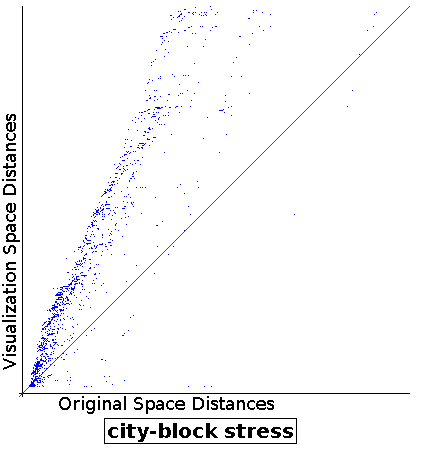 Visualization Space Distances
Original Space Distances
city-block stress